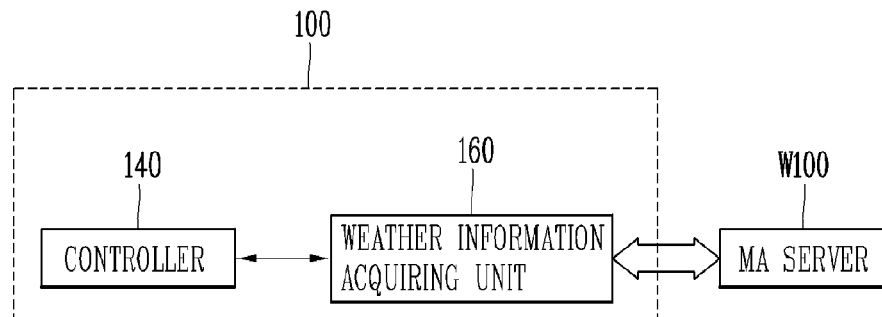 100
140
160
W100
CONTROLLER
WEATHER INFORMATION
ACQUIRING UNIT
MA SERVER